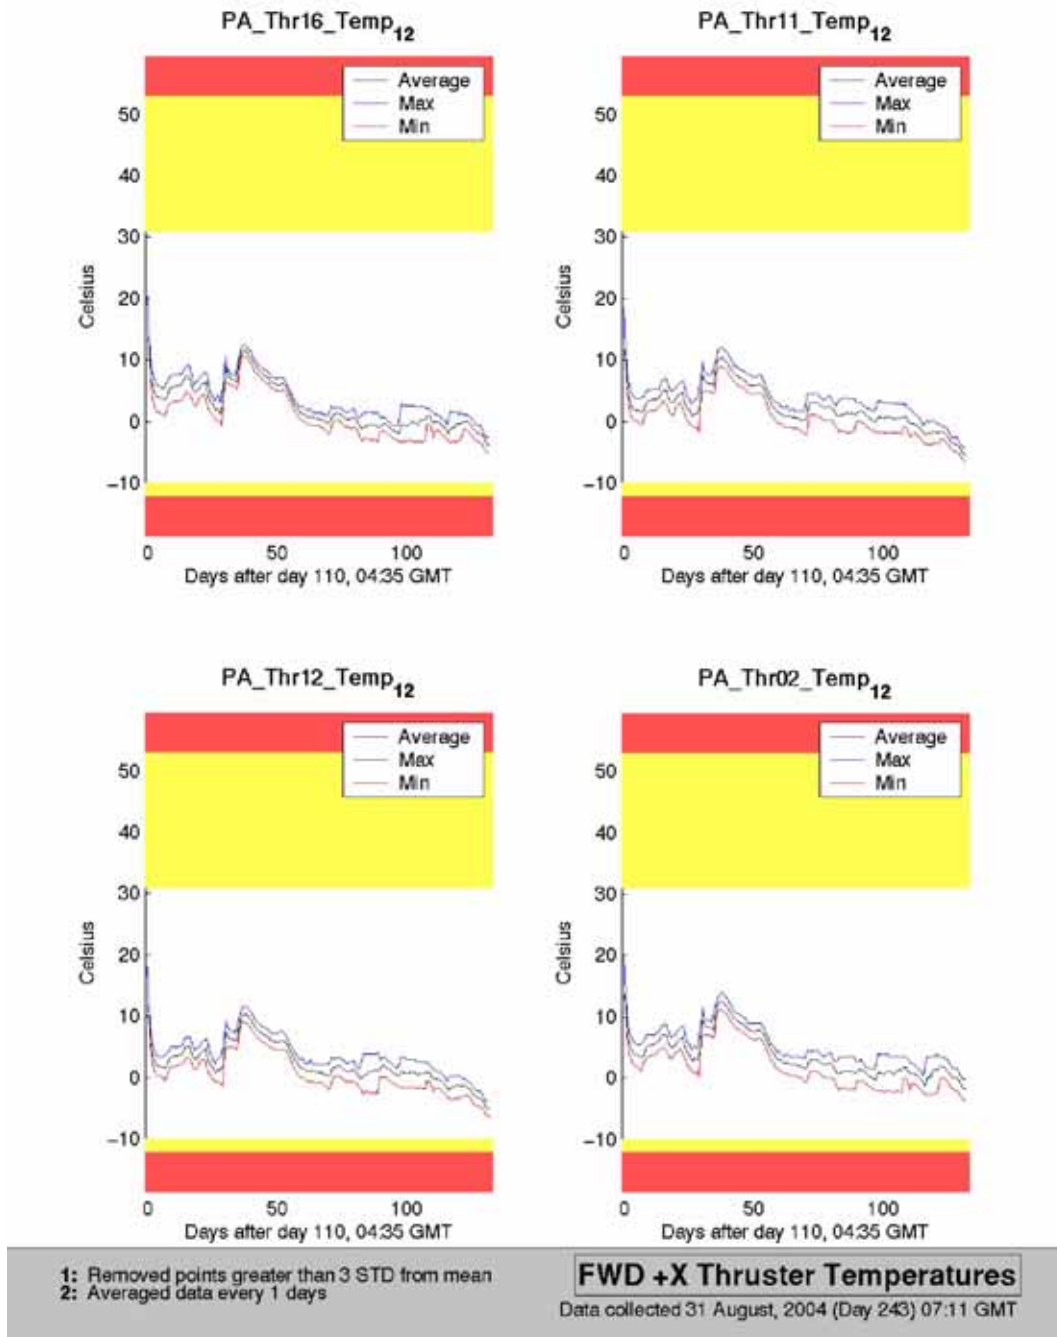 PA_Thr16_Temp12
PA_Thr11_Temp12
Average
Max
Min
50
40
30
20
10
0
−10
Celsius
0 50 100
Days after day 110, 04:35 GMT
Average
Max
Min
50
40
30
20
10
0
−10
Celsius
0 50 100
Days after day 110, 04:35 GMT
PA_Thr12_Temp12
PA_Thr02_Temp12
Average
Max
Min
50
40
30
20
10
0
−10
Celsius
0 50 100
Days after day 110, 04:35 GMT
Average
Max
Min
50
40
30
20
10
0
−10
Celsius
0 50 100
Days after day 110, 04:35 GMT
1: Removed points greater than 3 STD from mean
2: Averaged data every 1 days
FWD +X Thruster Temperatures
Data collected 31 August, 2004 (Day 243) 07:11 GMT